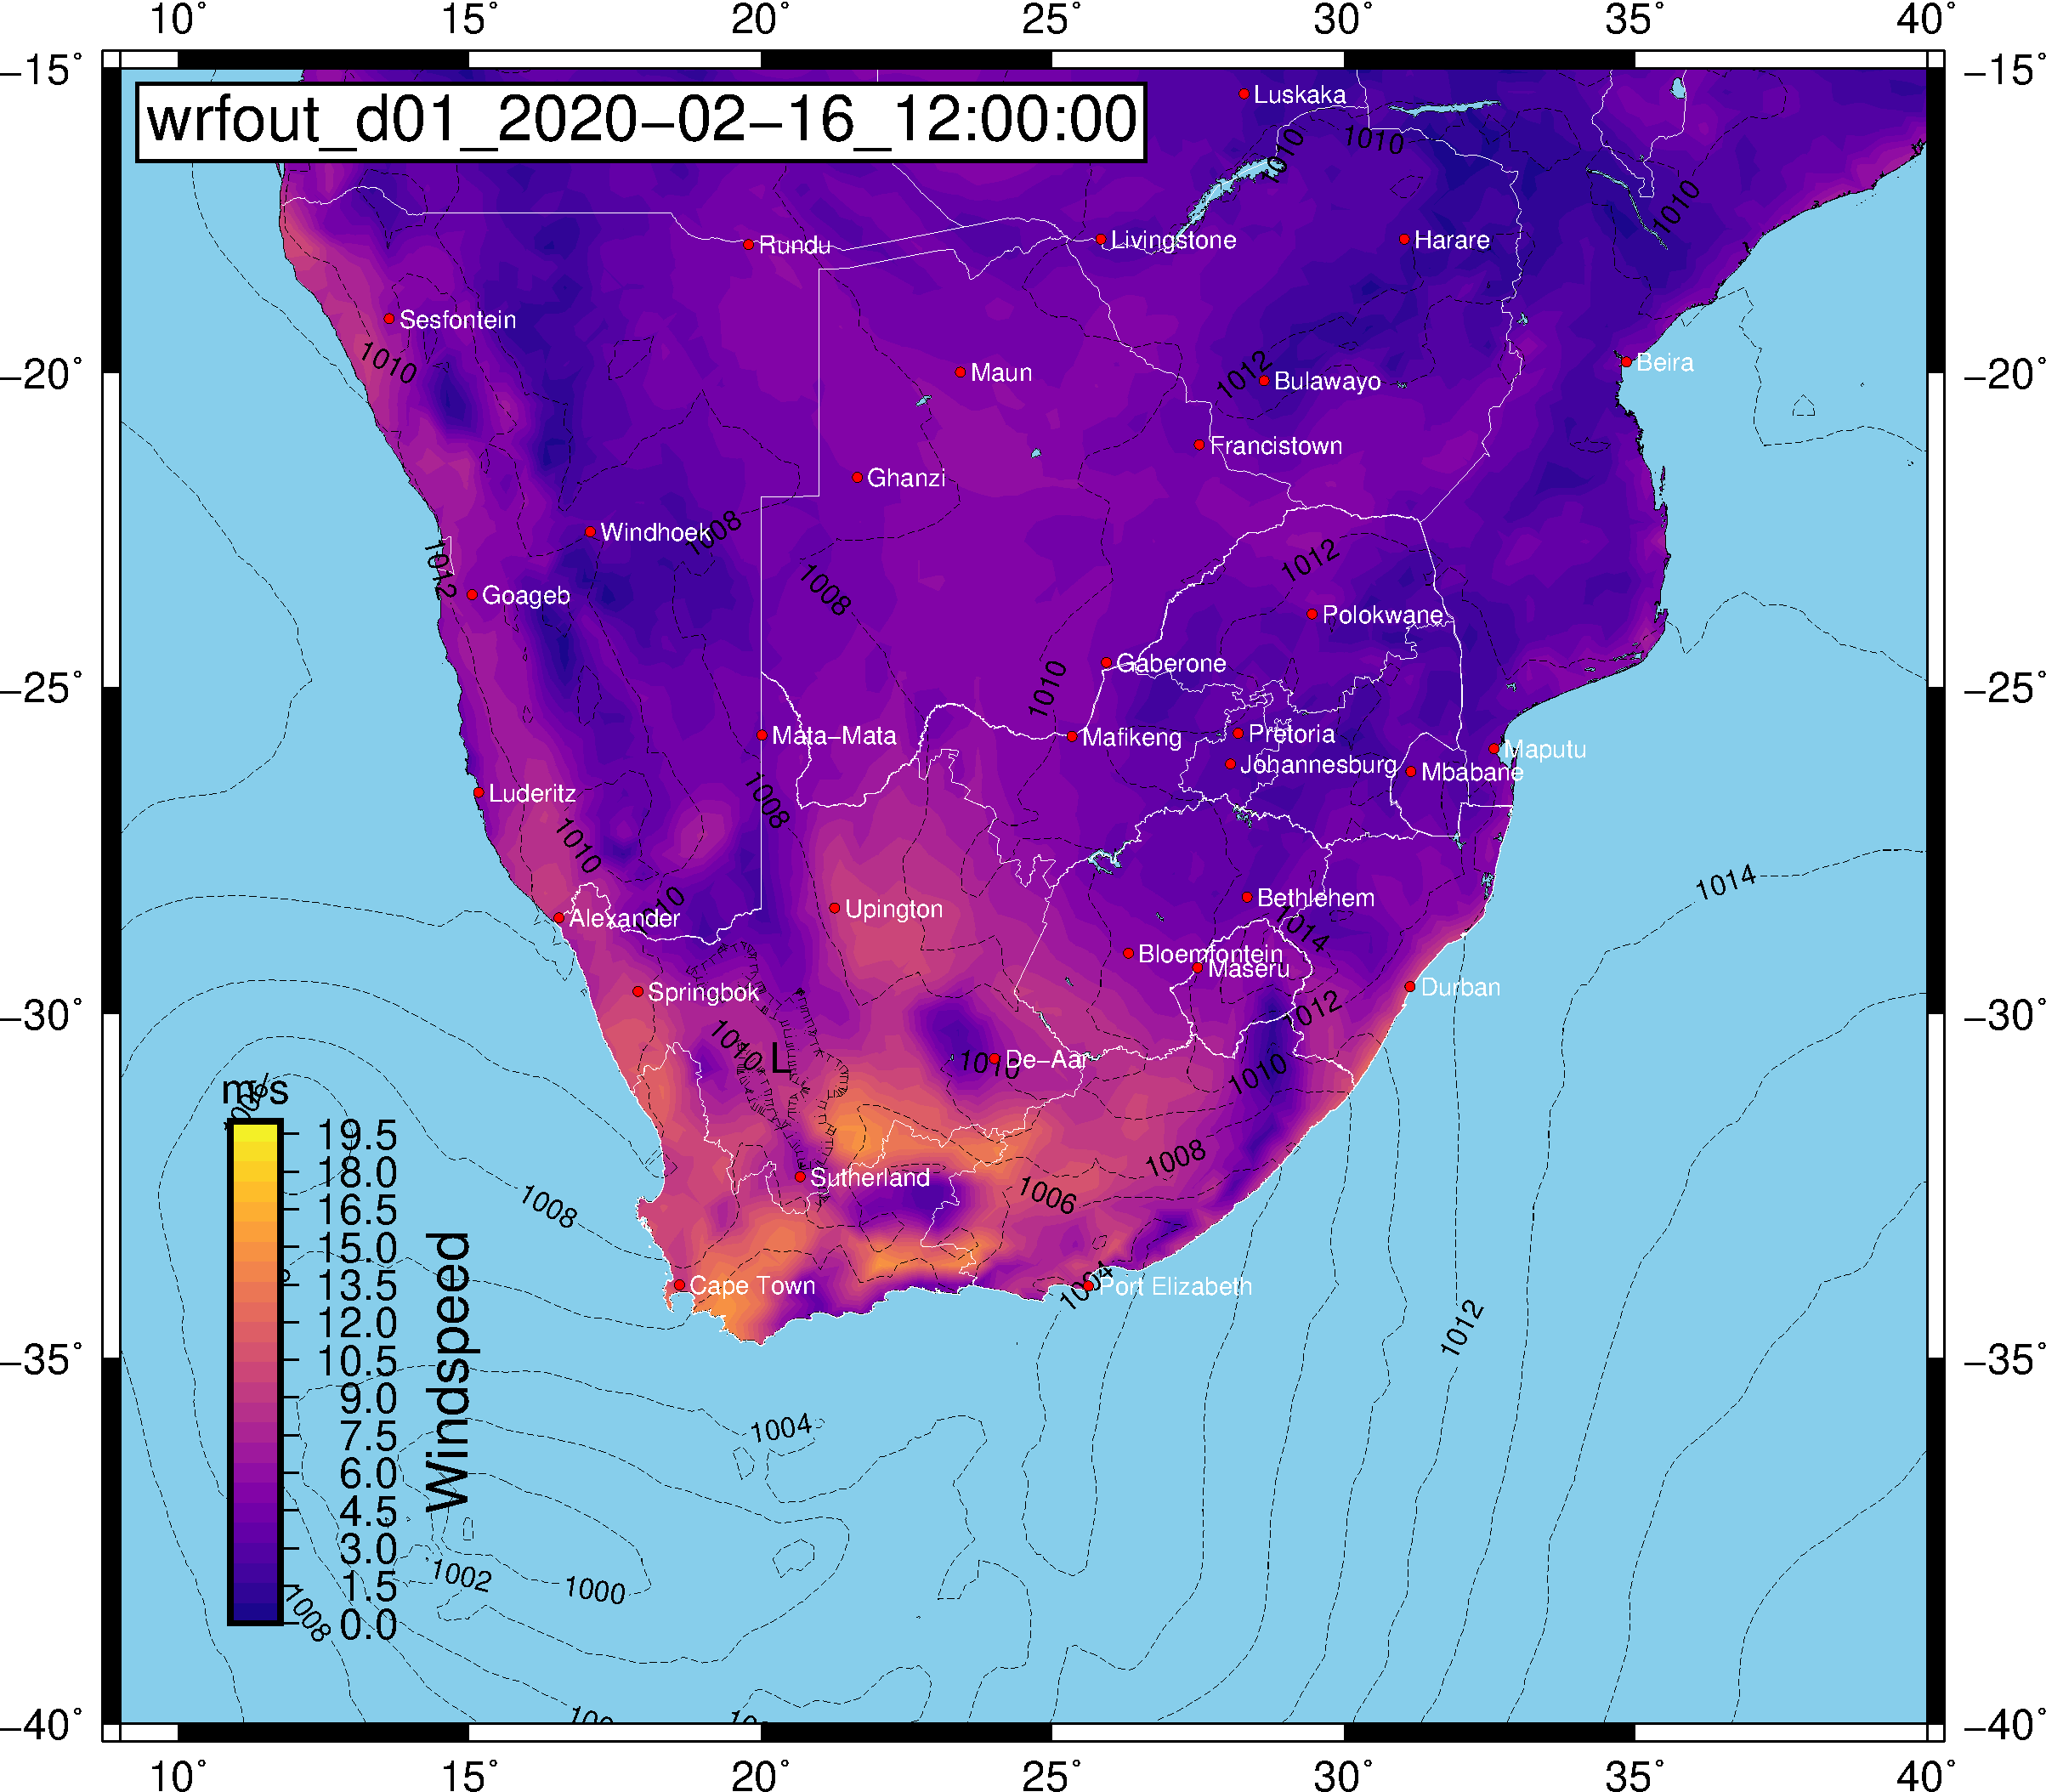 10° 15° 20° 25° 30° 35° 40°
−15° −15°
wrfout_d01_2020−02−16_12:00:00
Luskaka
1010 1010
1010
Rundu Livingstone Harare
Sesfontein
1010
−20° Maun 1012 Bulawayo Beira −20°
Francistown
Ghanzi
1008 Windhoek
1012 1008 1012
Goageb
Polokwane
Gaberone
−25° 1010 −25°
Mata−Mata Mafikeng Pretoria Maputu
Johannesburg Mbabane
Luderitz 1008
1010
1014
1010 Bethlehem
Alexander Upington
1014
Bloemfontein
Maseru
Springbok Durban
−30° 1012 −30°
1010 L 1010 De−Aar 1010
m/s
19.5
18.0
16.5
15.0
13.5
12.0
10.5
9.0
7.5
6.0
4.5
3.0
1.5
0.0
Windspeed
1008
Sutherland 1006
1008
Cape Town 1004 Port Elizabeth
1012
−35° −35°
1004
1002 1000
1008
−40° −40°
10° 15° 20° 25° 30° 35° 40°